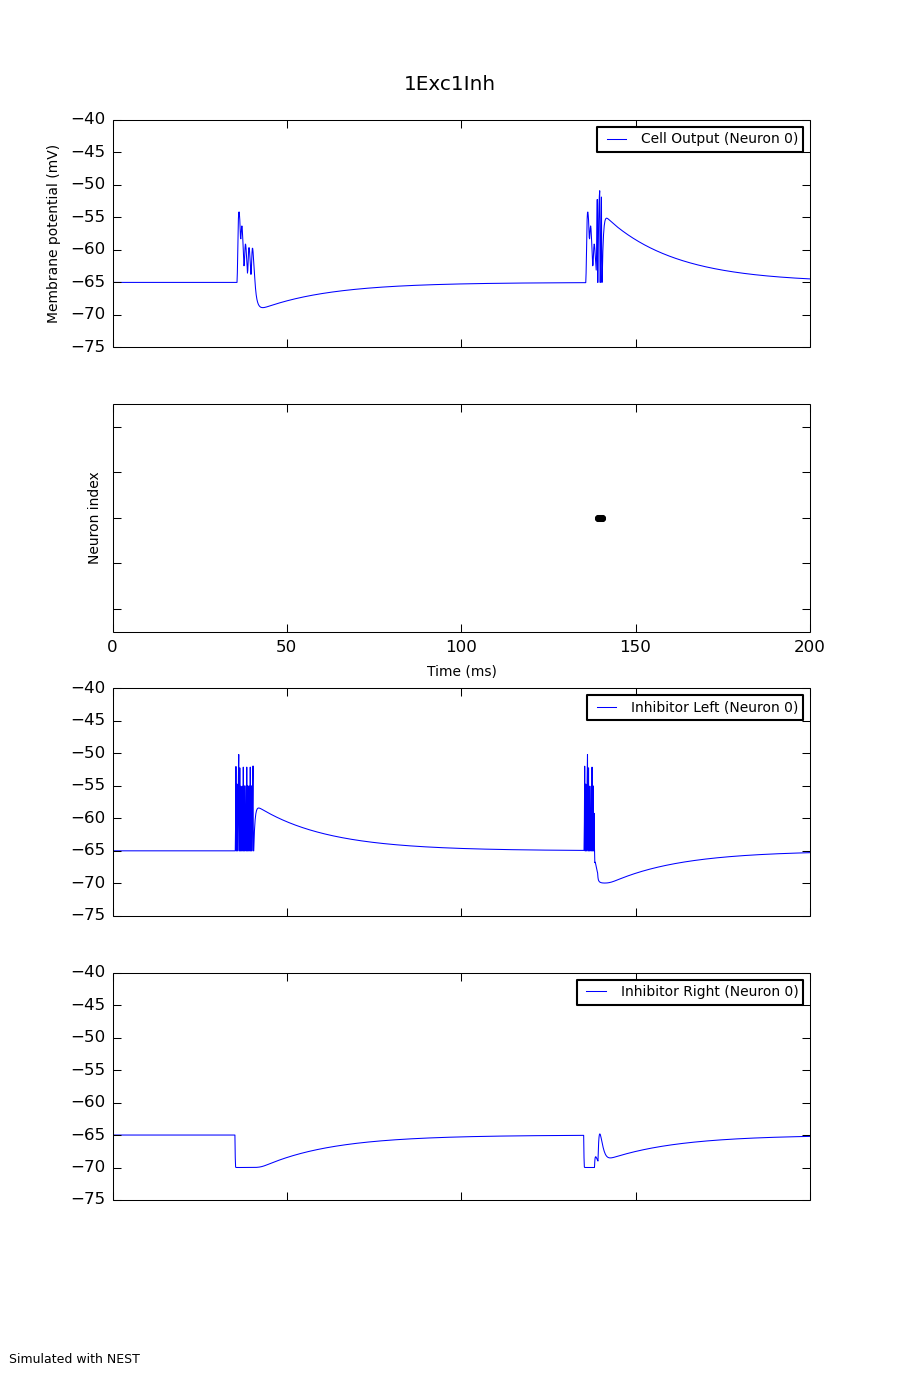 1Exc1Inh
−40
−45
−50
−55
−60
−65
−70
−75
Membrane potential (mV)
Cell Output (Neuron 0)
Neuron index
0 50 100 150 200
Time (ms)
−40
−45
−50
−55
−60
−65
−70
−75
Inhibitor Left (Neuron 0)
−40
−45
−50
−55
−60
−65
−70
−75
Inhibitor Right (Neuron 0)
Simulated with NEST